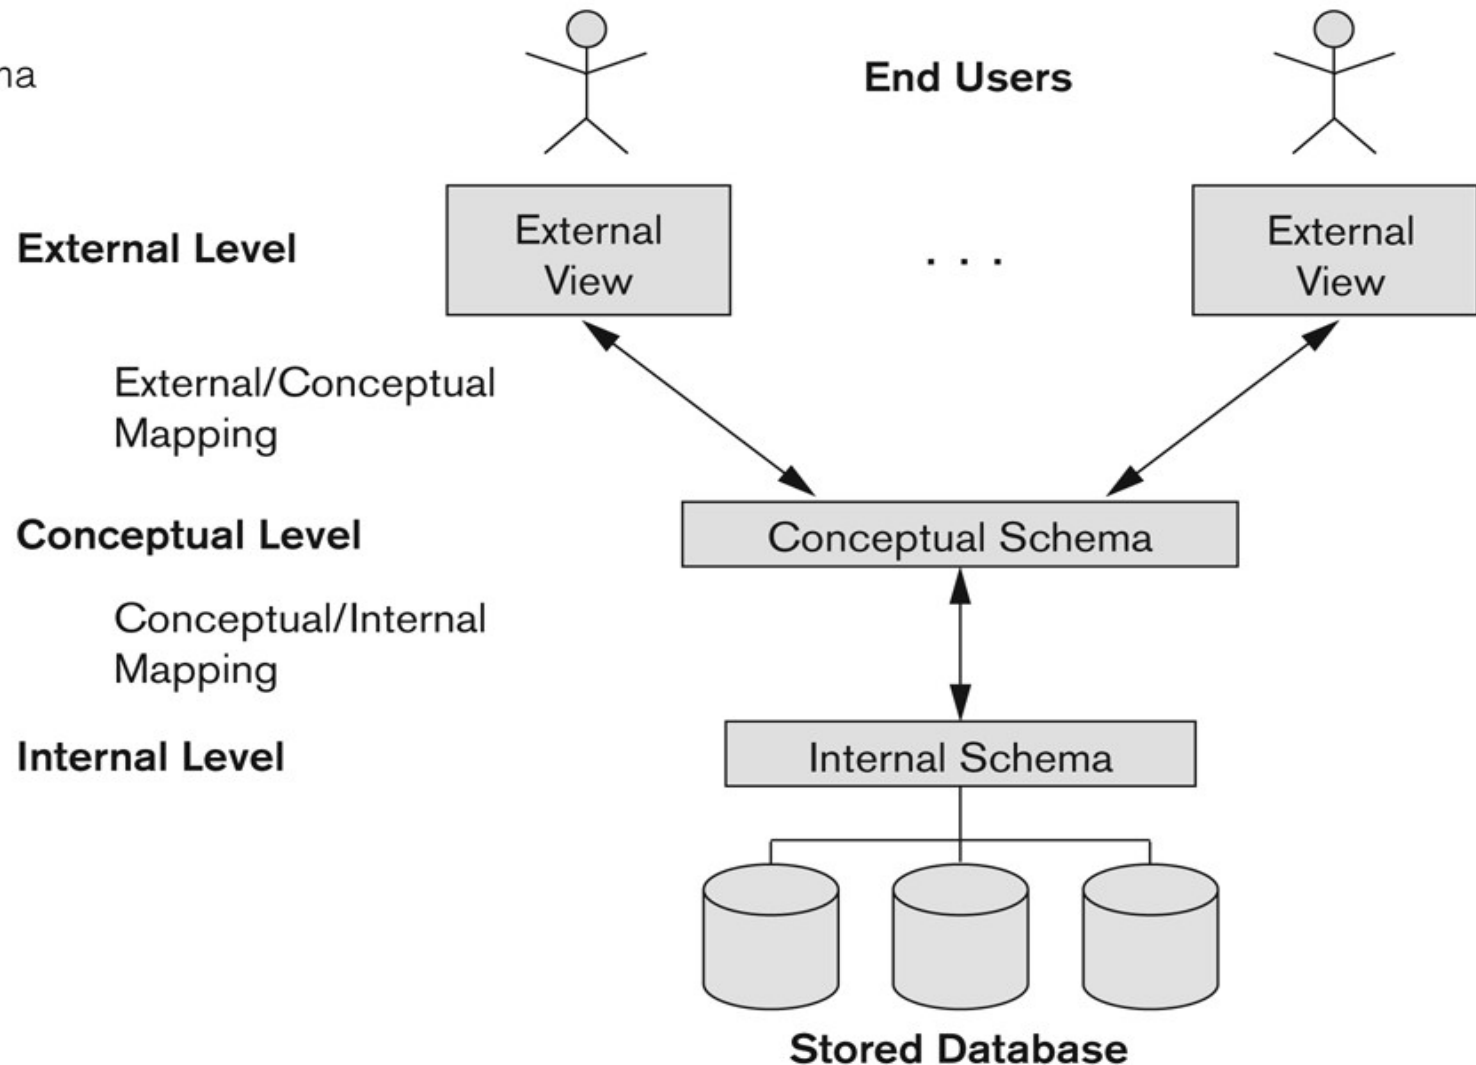 End Users
External Level
External
View
. . .
External
View
External/Conceptual
Mapping
Conceptual Level
Conceptual Schema
Conceptual/Internal
Mapping
Internal Level
Internal Schema
Stored Database